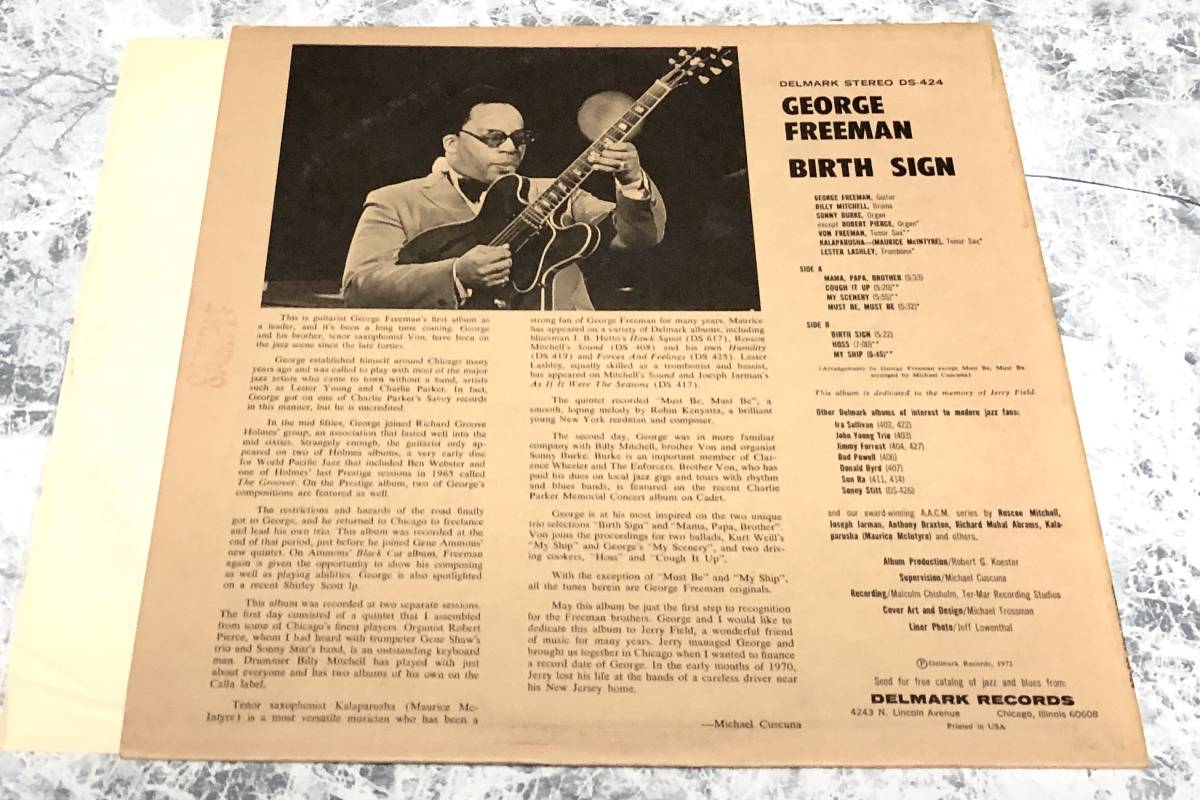 This is guitarist George Freeman's first album as
a leader, and it's been a long time coming. George
and his brother, tenor saxophonist Von, have been on
the jazz scene since the late forties.
George established himself around Chicago many
years ago and was called to play with most of the major
jazz artists who came to town without a band, artists
such as Lester Young and Charlie Parker. In fact,
George got on one of Charlie Parker's Savoy records
in this manner, but he is uncredited.
In the mid fifties, George joined Richard Groove
Holmes' group, an association that lasted well into the
mid sixties. Strangely enough, the guitarist only ap-
peared on two of Holmes albums, a very early disc
for World Pacific Jazz that included Ben Webster and
one of Holmes' last Prestige sessions in 1965 called
The Groover. On the Prestige album, two of George's
compositions are featured as well.
The restrictions and hazards of the road finally
got to George, and he returned to Chicago to freelance
and lead his own trio. This album was recorded at the
end of that period, just before he joined Gene Ammons'
new quintet. On Ammons' Black Cat album, Freeman
again is given the opportunity to show his composing
as well as playing abilities. George is also spotlighted
on a recent Shirley Scott lp.
This album was recorded at two separate sessions.
The first day consisted of a quintet that I assembled
from some of Chicago's finest players. Organist Robert
Pierce, whom I had heard with trumpeter Gene Shaw's
trio and Sonny Stitt's band, is an outstanding keyboard
man. Drummer Billy Mitchell has played with just
about everyone and has two albums of his own on the
Calla label.
Tenor saxophonist Kalaparusha (Maurice Mc-
Intyre) is a most versatile musician who has been a
strong fan of George Freeman for many years. Maurice
has appeared on a variety of Delmark albums, including
bluesman J. B. Hutto's Hawk Squat (DS 617), Roscoe
Mitchell's Sound (DS 408) and his own Humility
(DS 419) and Forces And Feelings (DS 425). Lester
Lashley, equally skilled as a trombonist and bassist,
has appeared on Mitchell's Sound and Joseph Jarman's
As If It Were The Seasons (DS 417).
The quintet recorded "Must Be, Must Be", a
smooth, loping melody by Robin Kenyatta, a brilliant
young New York reedman and composer.
The second day, George was in more familiar
company with Billy Mitchell, brother Von and organist
Sonny Burke. Burke is an important member of Clar-
ence Wheeler and The Enforcers. Brother Von, who has
paid his dues on local jazz gigs and tours with rhythm
and blues bands, is featured on the recent Charlie
Parker Memorial Concert album on Cadet.
George is at his most inspired on the two unique
trio selections "Birth Sign" and "Mama, Papa, Brother".
Von joins the proceedings for two ballads, Kurt Weill's
"My Ship" and George's "My Scenery", and two driv-
ing cookers, "Hoss" and "Cough It Up".
With the exception of "Must Be" and "My Ship",
all the tunes herein are George Freeman originals.
May this album be just the first step to recognition
for the Freeman brothers. George and I would like to
dedicate this album to Jerry Field, a wonderful friend
of music for many years. Jerry managed George and
brought us together in Chicago when I wanted to finance
a record date of George. In the early months of 1970,
Jerry lost his life at the hands of a careless driver near
his New Jersey home.
—Michael Cuscuna
DELMARK STEREO DS-424
GEORGE
FREEMAN
BIRTH SIGN
GEORGE FREEMAN, Guitar
BILLY MITCHELL, Drums
SONNY BURKE, Organ
except ROBERT PIERCE, Organ*
VON FREEMAN, Tenor Sax**
KALAPARUSHA—(MAURICE McINTYRE), Tenor Sax*
LESTER LASHLEY, Trombone*
SIDE A
MAMA, PAPA, BROTHER (5:33)
COUGH IT UP (5:20)**
MY SCENERY (5:55)**
MUST BE, MUST BE (5:32)*
SIDE B
BIRTH SIGN (5:22)
HOSS (7:00)**
MY SHIP (6:45)**
(Arrangements by George Freeman except Must Be, Must Be
arranged by Michael Cuscuna)
This album is dedicated to the memory of Jerry Field.
Other Delmark albums of interest to modern jazz fans:
Ira Sullivan (402, 422)
John Young Trio (403)
Jimmy Forrest (404, 427)
Bud Powell (406)
Donald Byrd (407)
Sun Ra (411, 414)
Sonny Stitt (DS-426)
and our award-winning A.A.C.M. series by Roscoe Mitchell,
Joseph Jarman, Anthony Braxton, Richard Muhal Abrams, Kala-
parusha (Maurice McIntyre) and others.
Album Production/Robert G. Koester
Supervision/Michael Cuscuna
Recording/Malcolm Chisholm, Ter-Mar Recording Studios
Cover Art and Design/Michael Trossman
Liner Photo/Jeff Lowenthal
Ⓟ Delmark Records, 1972
Send for free catalog of jazz and blues from:
DELMARK RECORDS
4243 N. Lincoln Avenue Chicago, Illinois 60608
Printed in USA